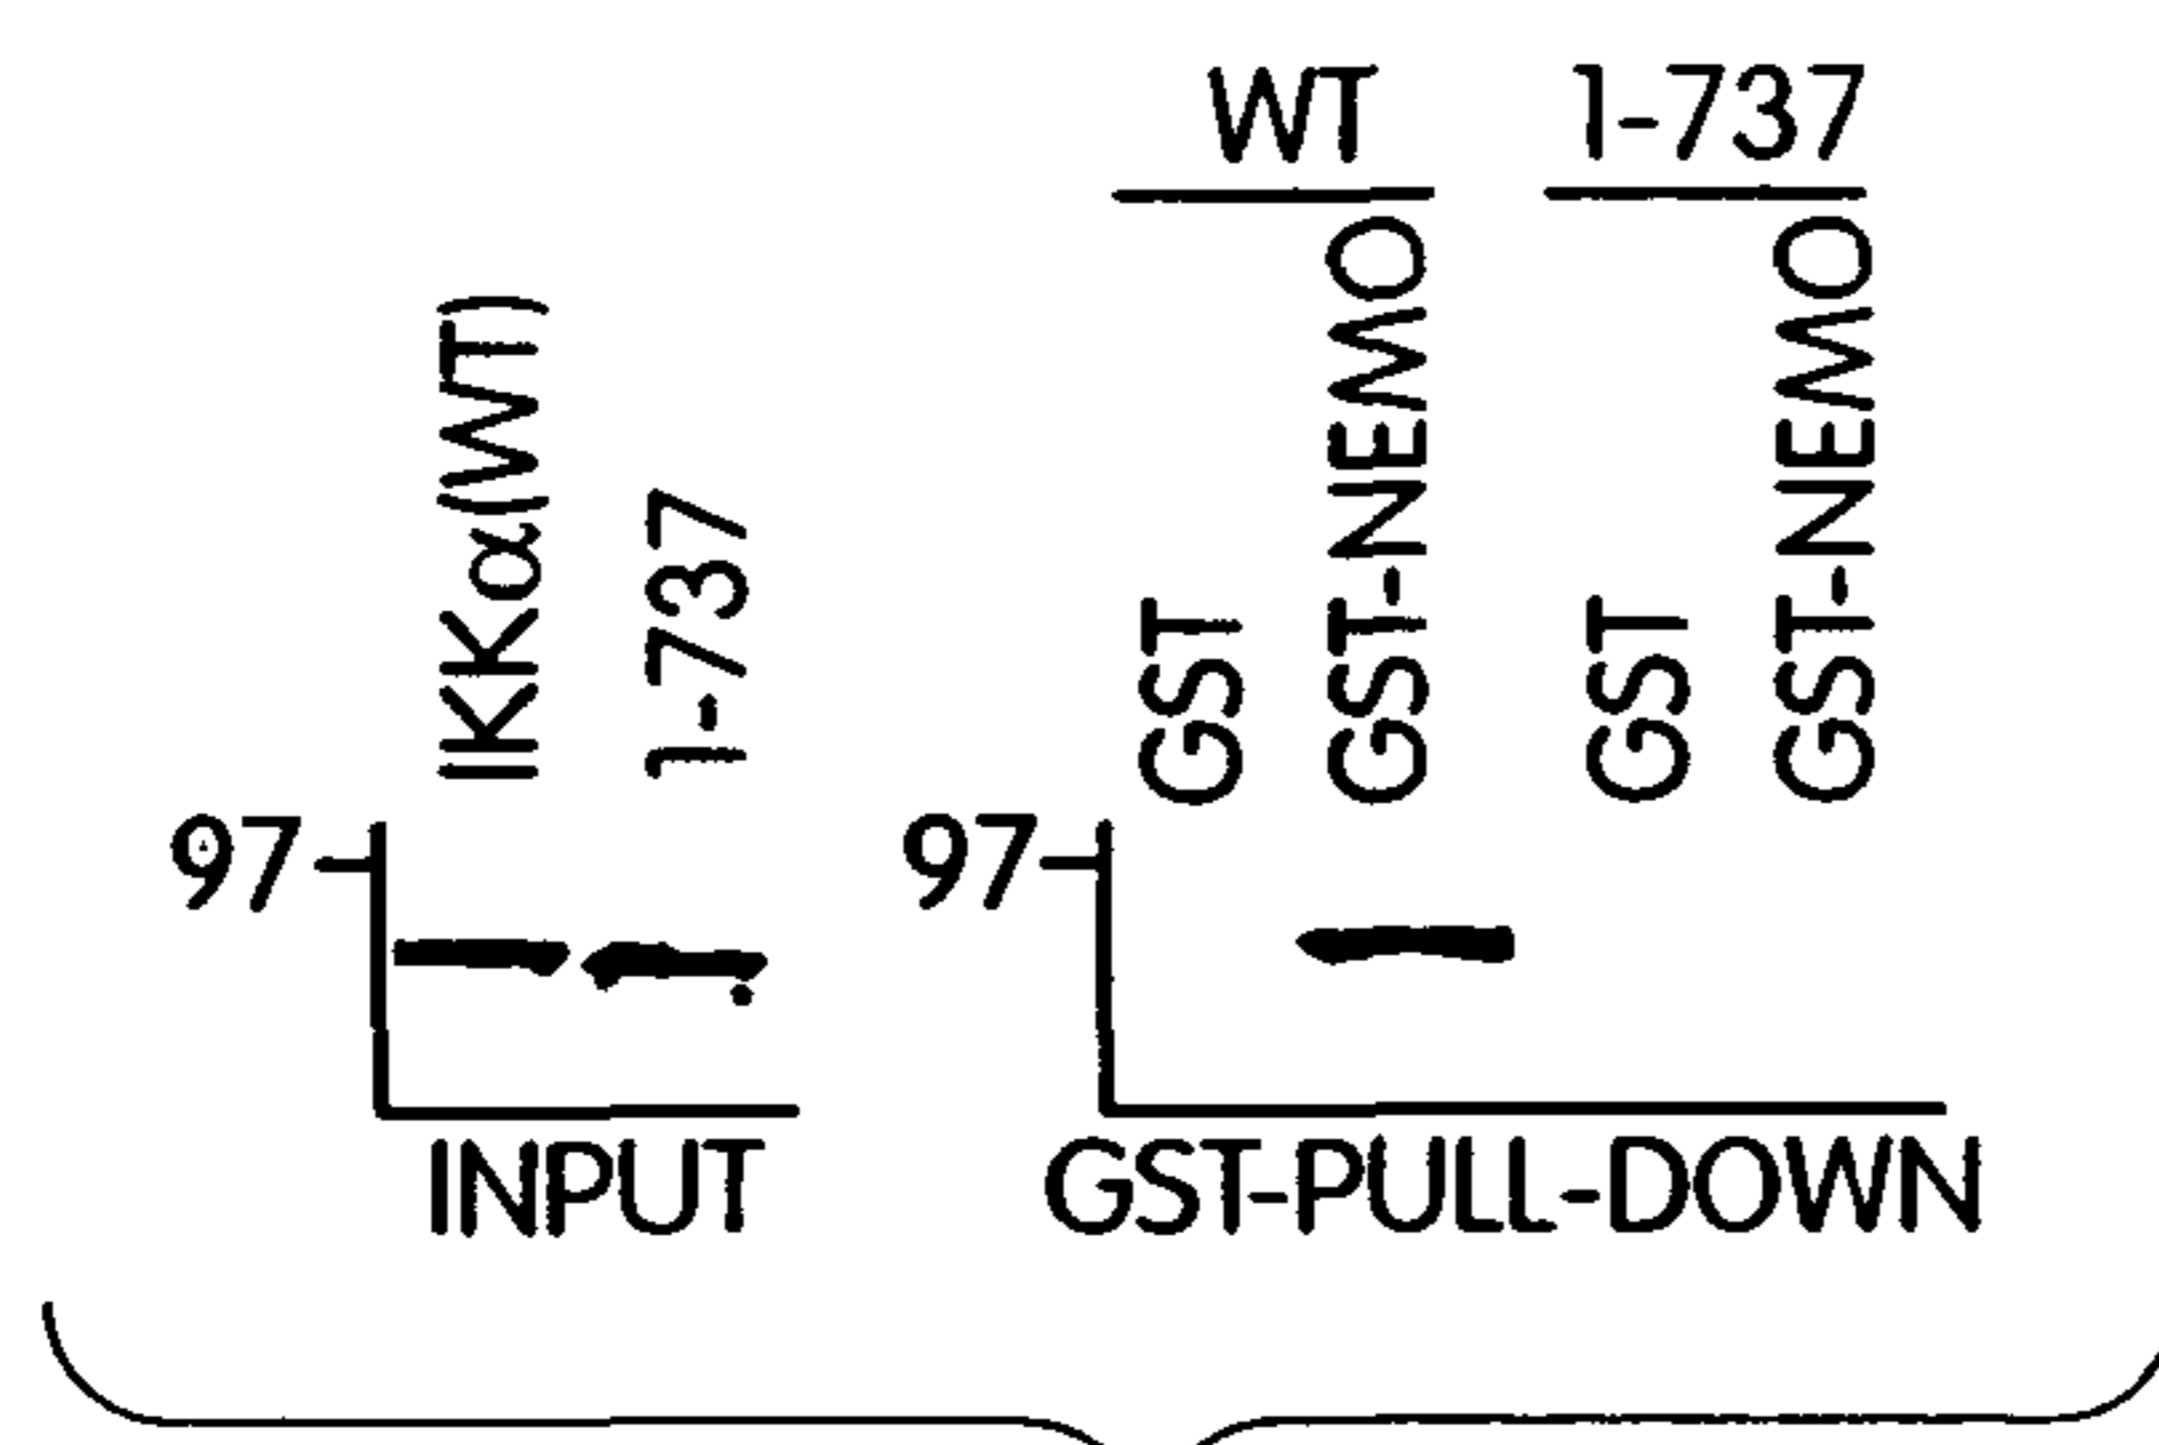 WT 1-737
IKKα(WT) 1-737 GST GST-NEMO GST GST-NEMO
97 97
INPUT GST-PULL-DOWN